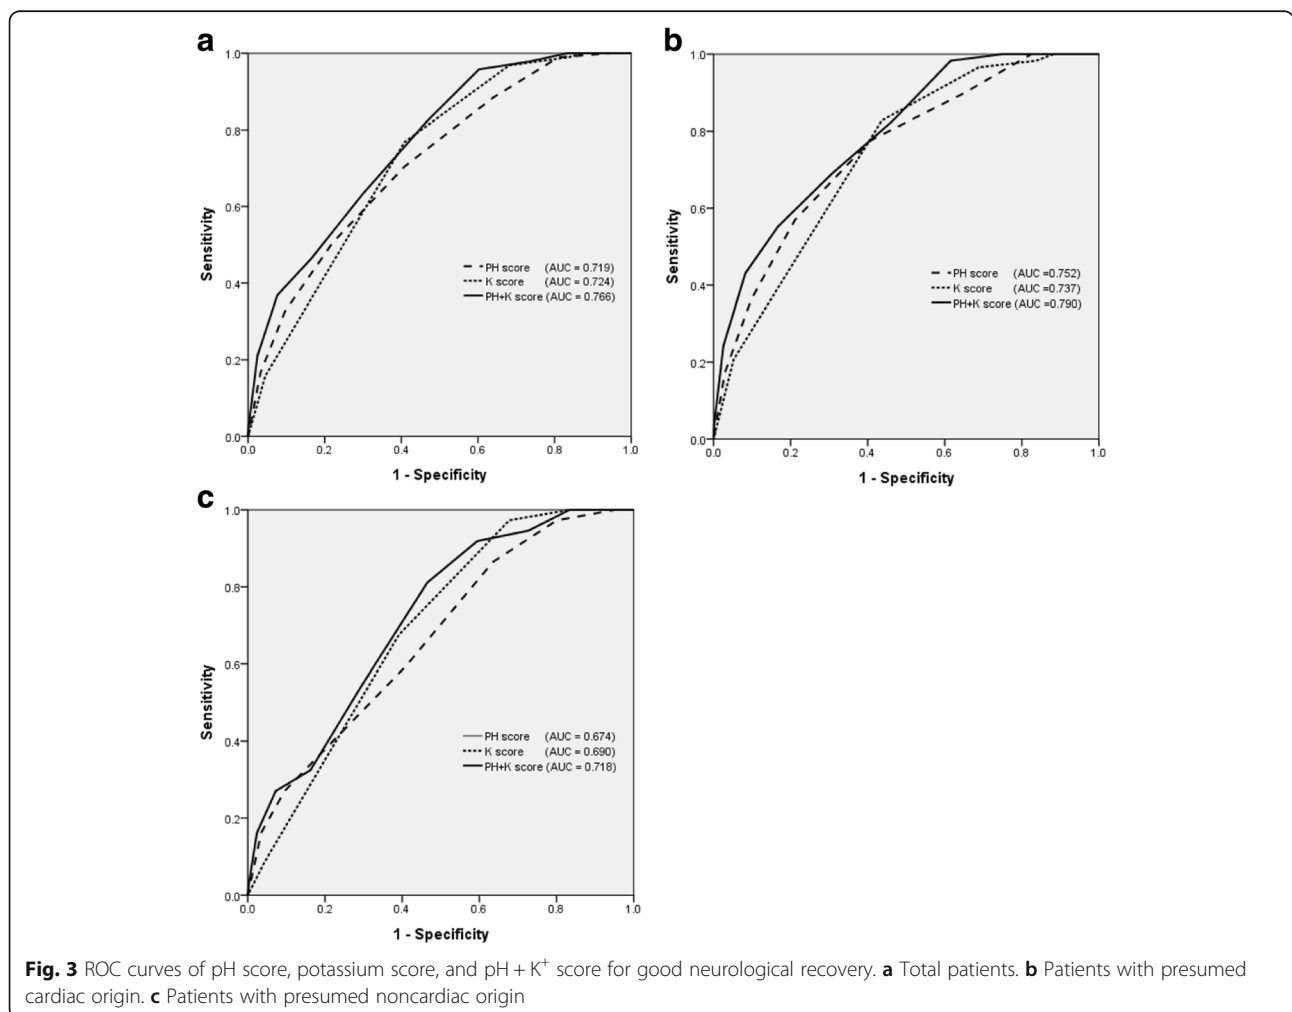 a
1.0
0.8
0.6
0.4
0.2
0.0
Sensitivity
PH score (AUC = 0.719)
K score (AUC = 0.724)
PH+K score (AUC = 0.766)
0.0 0.2 0.4 0.6 0.8 1.0
1 - Specificity
b
1.0
0.8
0.6
0.4
0.2
0.0
Sensitivity
PH score (AUC =0.752)
K score (AUC =0.737)
PH+K score (AUC =0.790)
0.0 0.2 0.4 0.6 0.8 1.0
1 - Specificity
c
1.0
0.8
0.6
0.4
0.2
0.0
Sensitivity
PH score (AUC = 0.674)
K score (AUC = 0.690)
PH+K score (AUC = 0.718)
0.0 0.2 0.4 0.6 0.8 1.0
1 - Specificity
Fig. 3 ROC curves of pH score, potassium score, and pH + K⁺ score for good neurological recovery. a Total patients. b Patients with presumed
cardiac origin. c Patients with presumed noncardiac origin